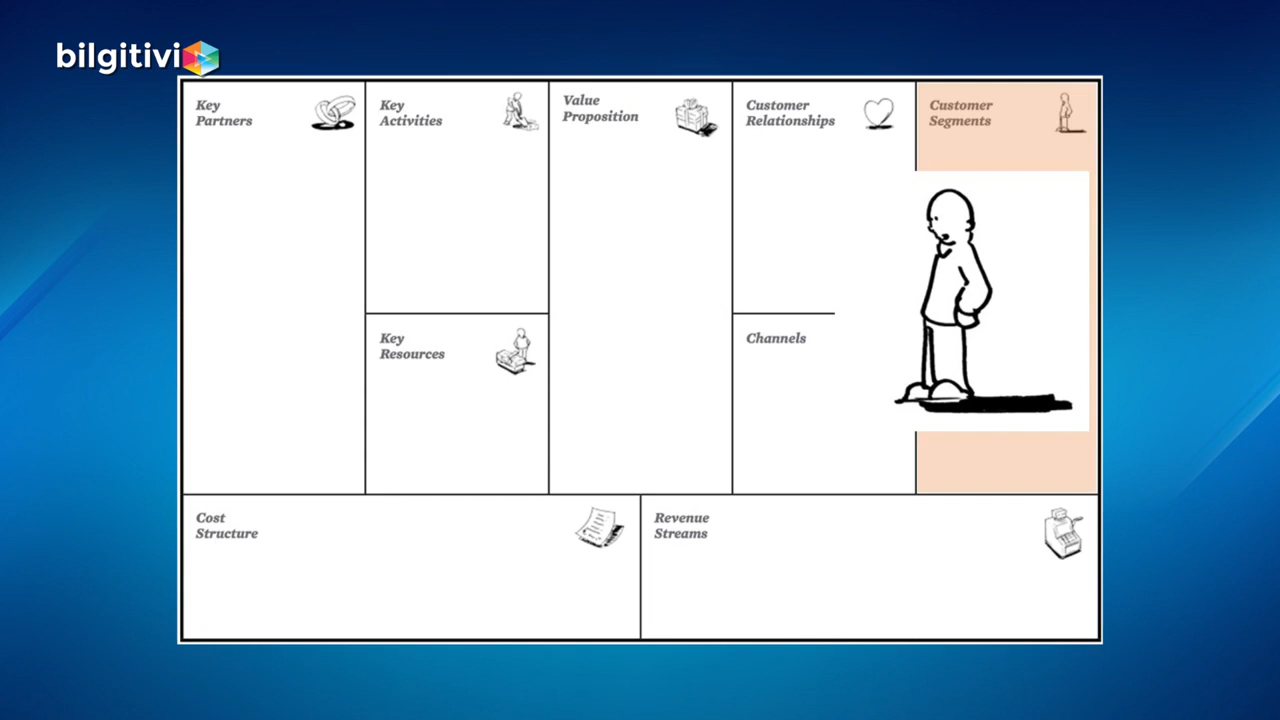 bilgitivi
Key
Partners
Key
Activities
Value
Proposition
Customer
Relationships
Customer
Segments
Key
Resources
Channels
Cost
Structure
Revenue
Streams